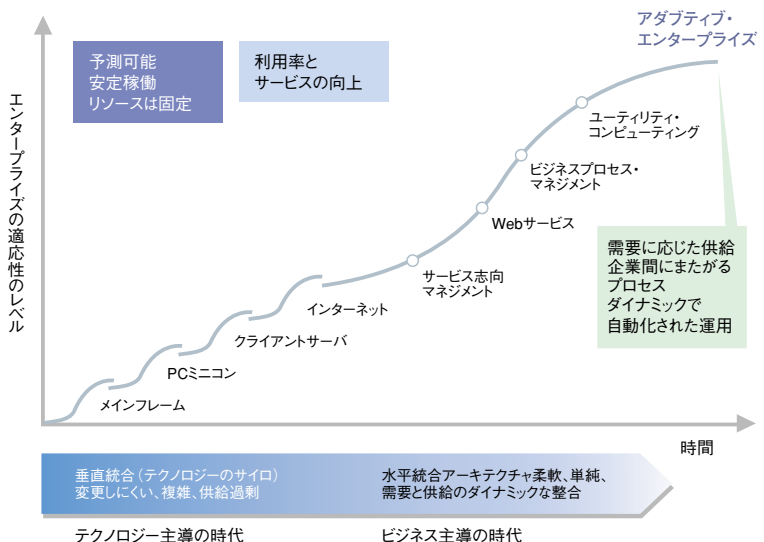 アダプティブ・
エンタープライズ
予測可能
安定稼働
リソースは固定
利用率と
サービスの向上
エンタープライズの適応性のレベル
ユーティリティ・
コンピューティング
ビジネスプロセス・
マネジメント
Webサービス
サービス志向
マネジメント
インターネット
クライアントサーバ
PCミニコン
メインフレーム
需要に応じた供給
企業間にまたがる
プロセス
ダイナミックで
自動化された運用
時間
垂直統合（テクノロジーのサイロ）
変更しにくい、複雑、供給過剰
水平統合アーキテクチャ柔軟、単純、
需要と供給のダイナミックな整合
テクノロジー主導の時代
ビジネス主導の時代